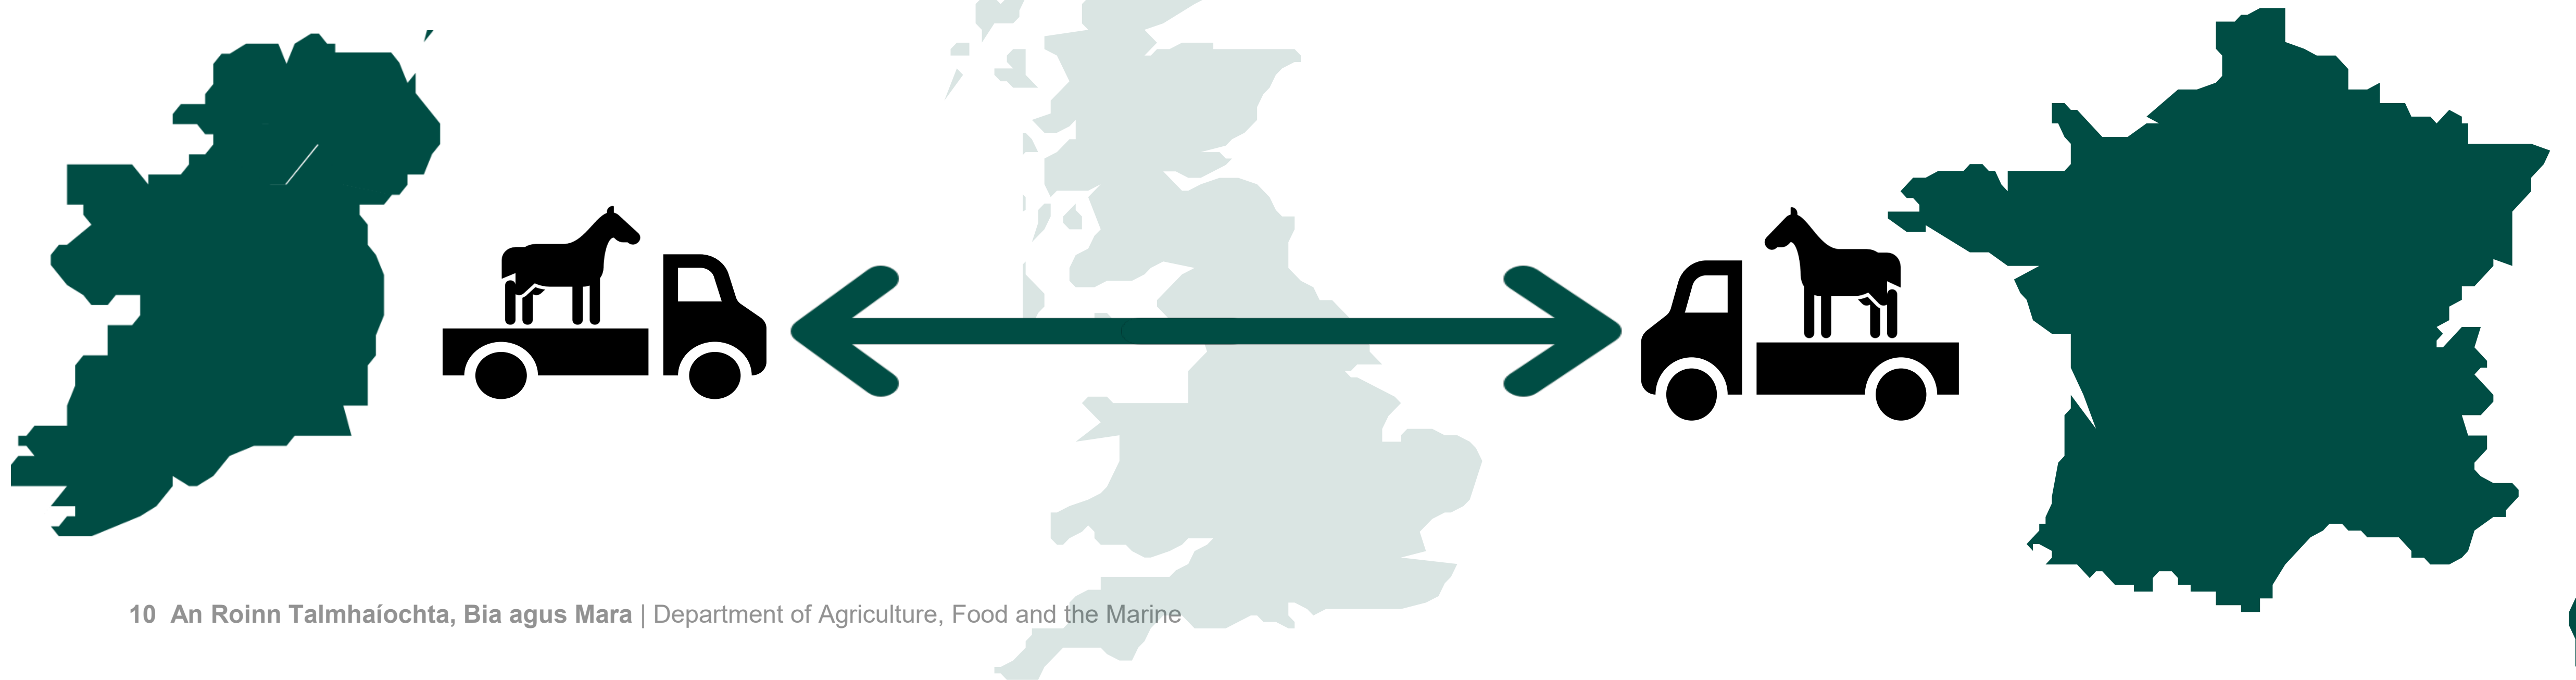 10 An Roinn Talmhaíochta, Bia agus Mara | Department of Agriculture, Food and the Marine